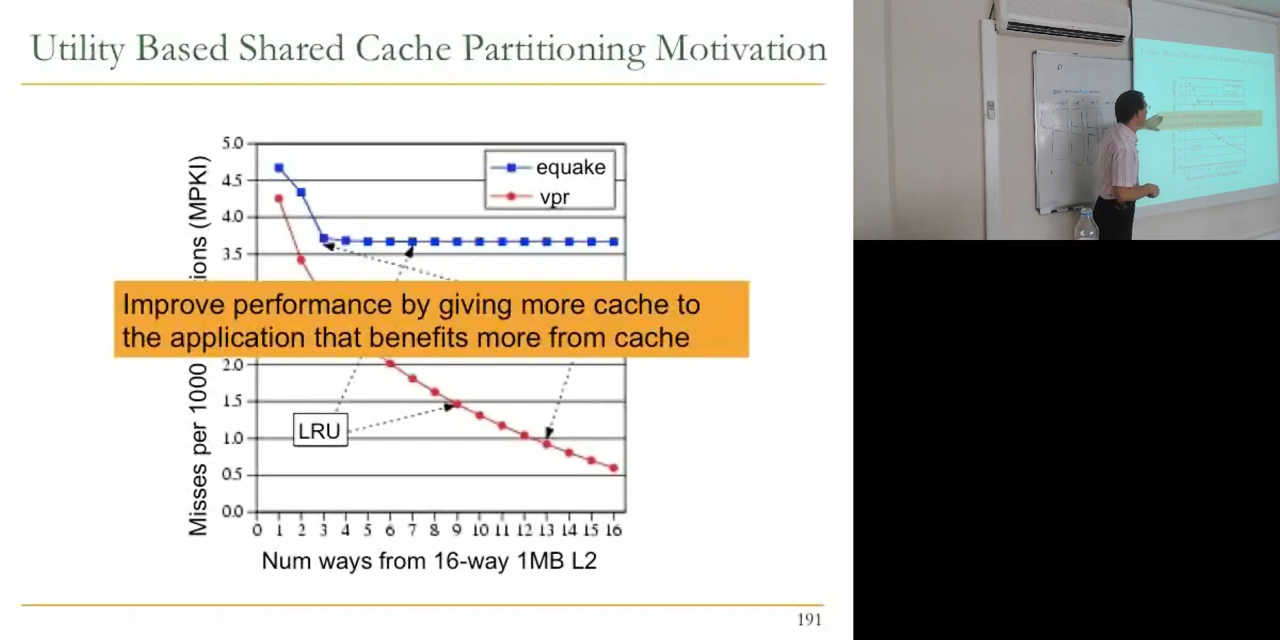 Utility Based Shared Cache Partitioning Motivation
5.0
4.5
4.0
3.5
2.0
1.5
1.0
0.5
0.0
equake
vpr
Improve performance by giving more cache to
the application that benefits more from cache
LRU
Misses per 1000
ions (MPKI)
0 1 2 3 4 5 6 7 8 9 10 11 12 13 14 15 16
Num ways from 16-way 1MB L2
191